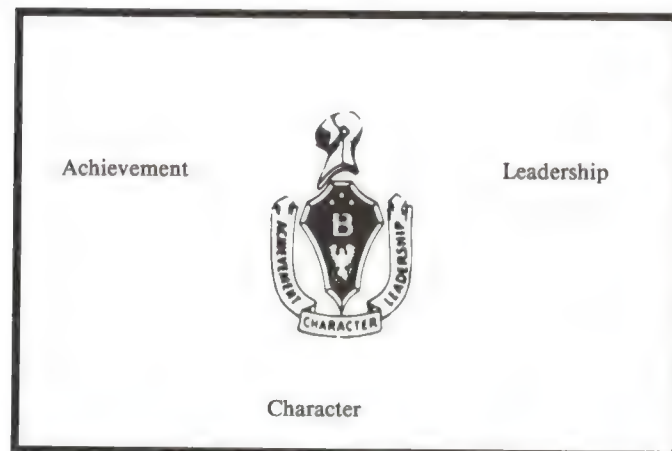 Achievement
Leadership
B
ACHIEVEMENT
LEADERSHIP
CHARACTER
Character